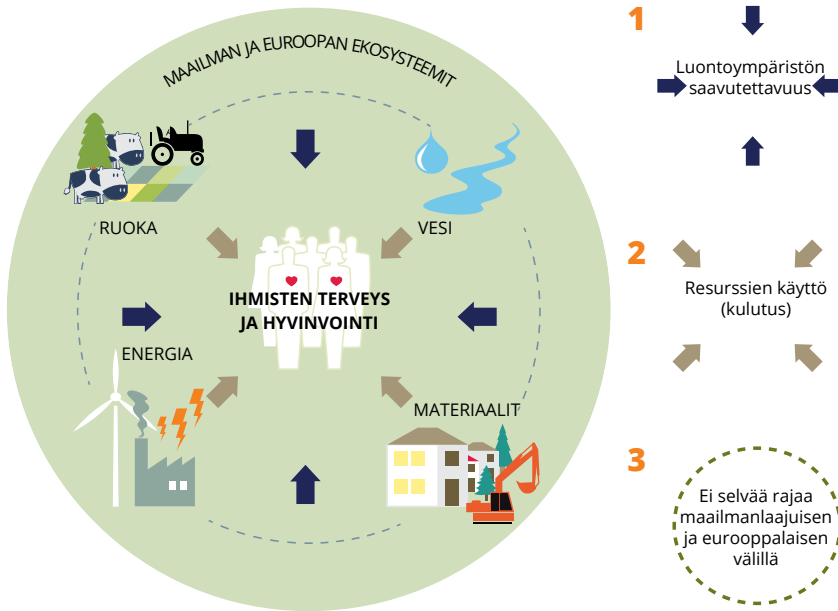 MAAILMAN JA EUROOPAN EKOSYSTEEMIT
RUOKA
VESI
IHMISTEN TERVEYS
JA HYVINVOINTI
ENERGIA
MATERIAALIT
1
Luontoympäristön
saavutettavuus
2
Resurssien käyttö
(kulutus)
3
Ei selvää rajaa
maailmanlaajuisen
ja eurooppalaisen
välillä